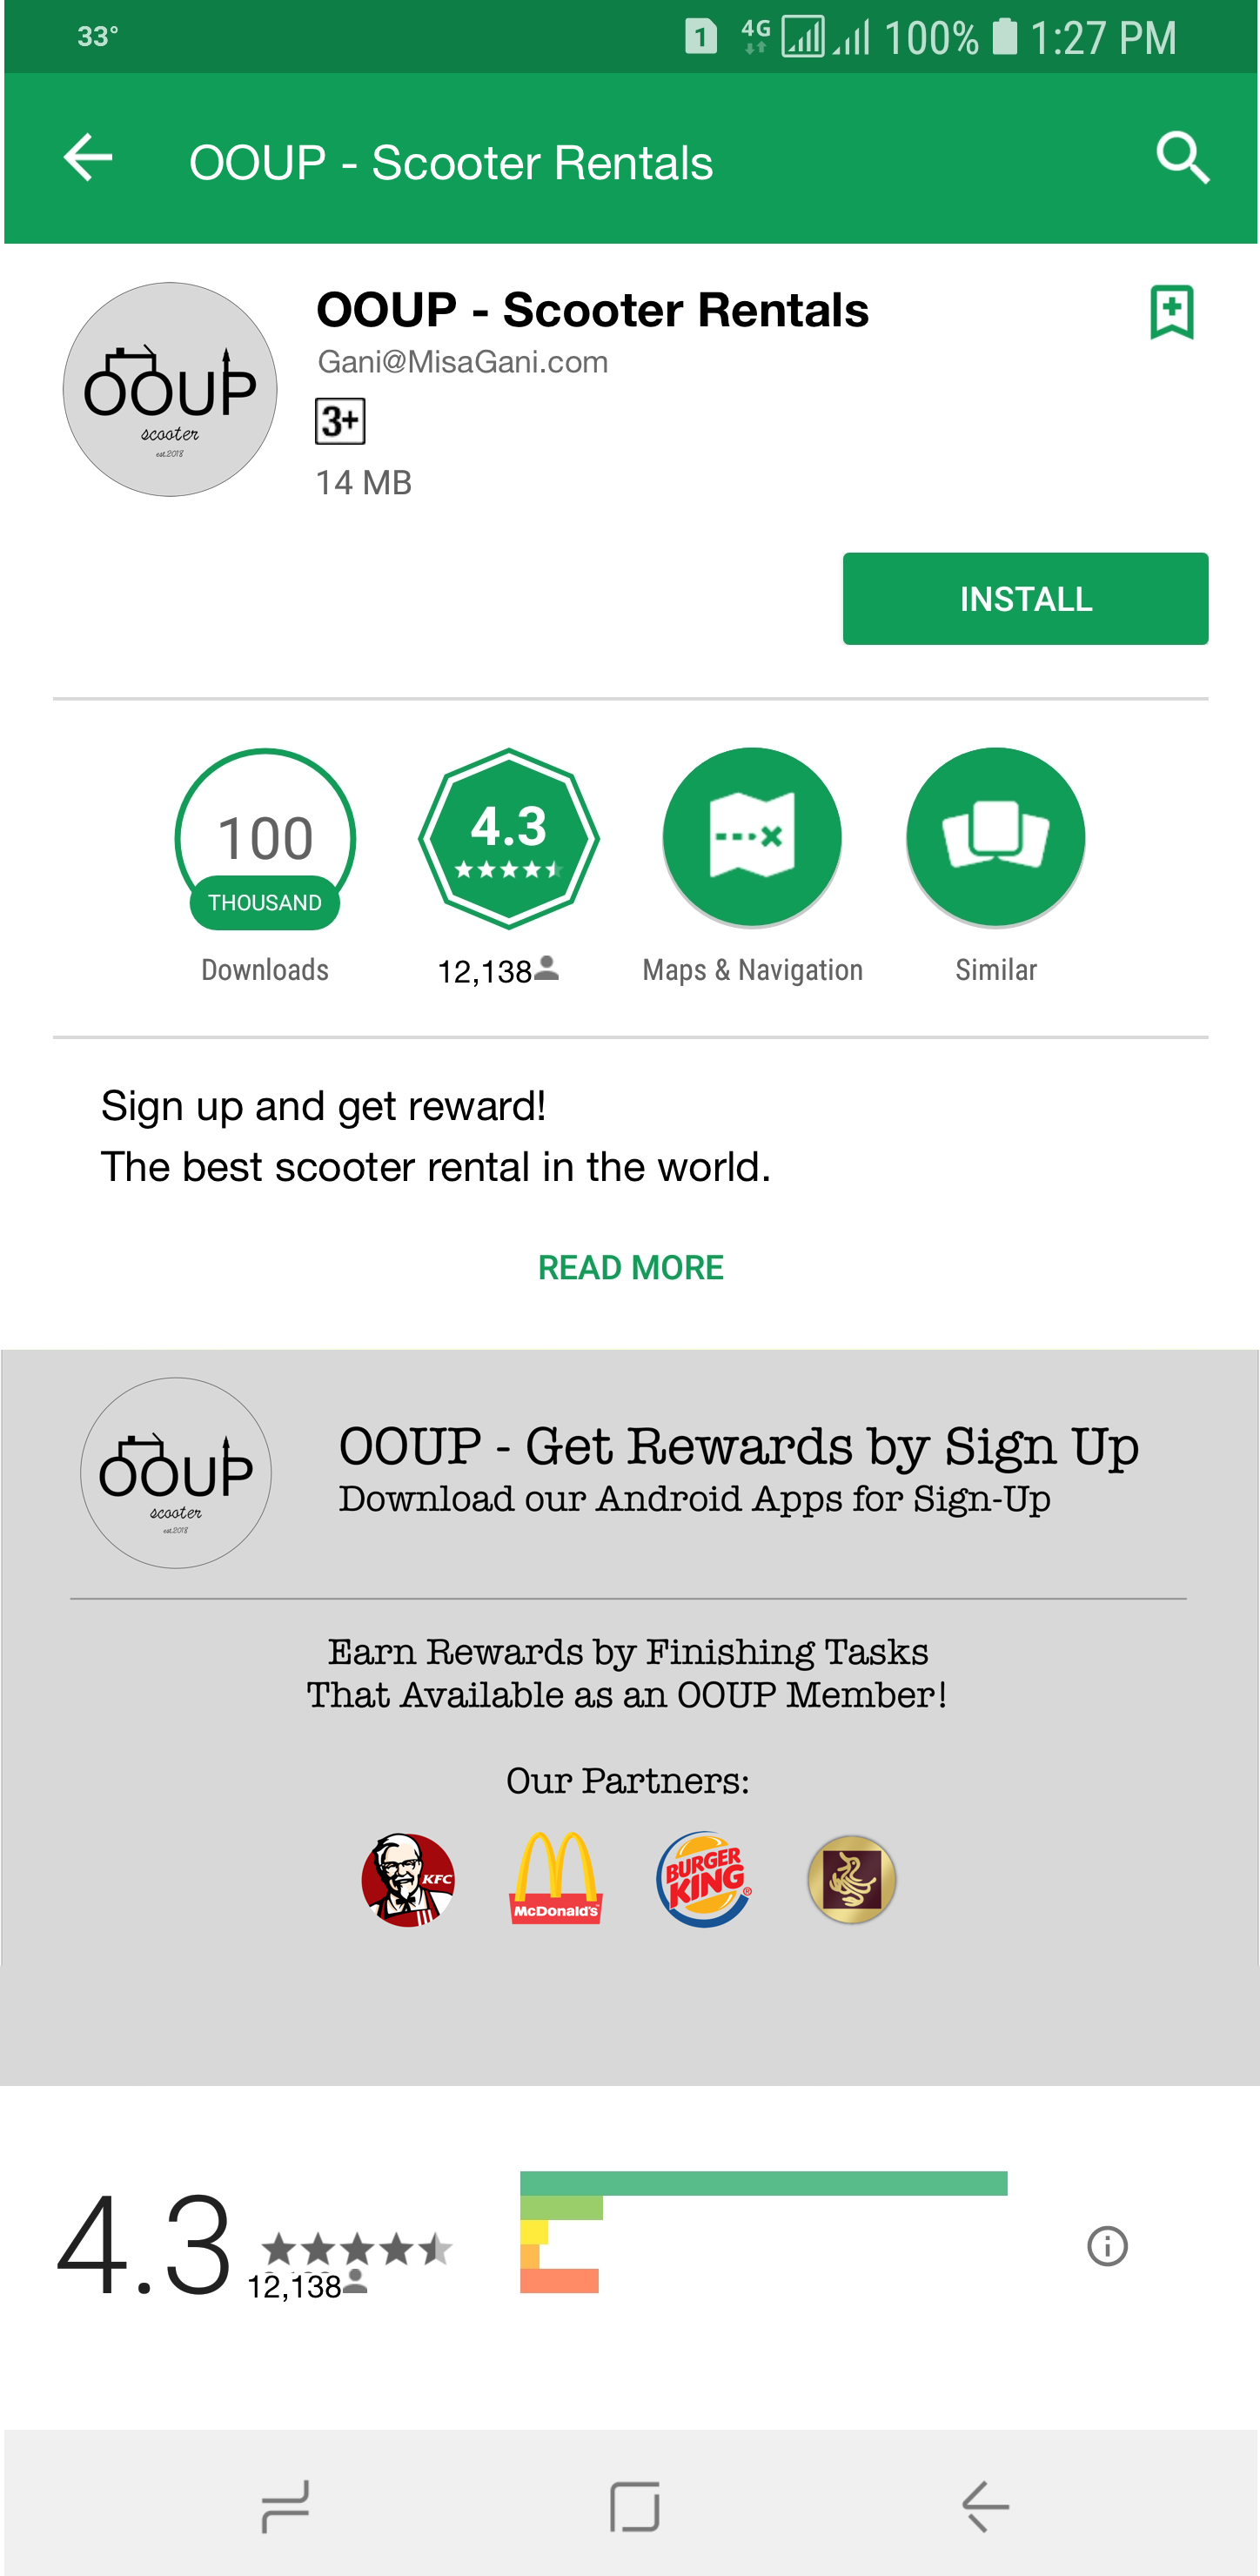 33°
1 4G 100% 1:27 PM
OOUP - Scooter Rentals
OOUP
scooter
est.2018
OOUP - Scooter Rentals
Gani@MisaGani.com
3+
14 MB
INSTALL
100
THOUSAND
Downloads
4.3
12,138
Maps & Navigation
Similar
Sign up and get reward!
The best scooter rental in the world.
READ MORE
OOUP
scooter
est.2018
OOUP - Get Rewards by Sign Up
Download our Android Apps for Sign-Up
Earn Rewards by Finishing Tasks
That Available as an OOUP Member!
Our Partners:
KFC
McDonald's
BURGER
KING
4.3
12,138